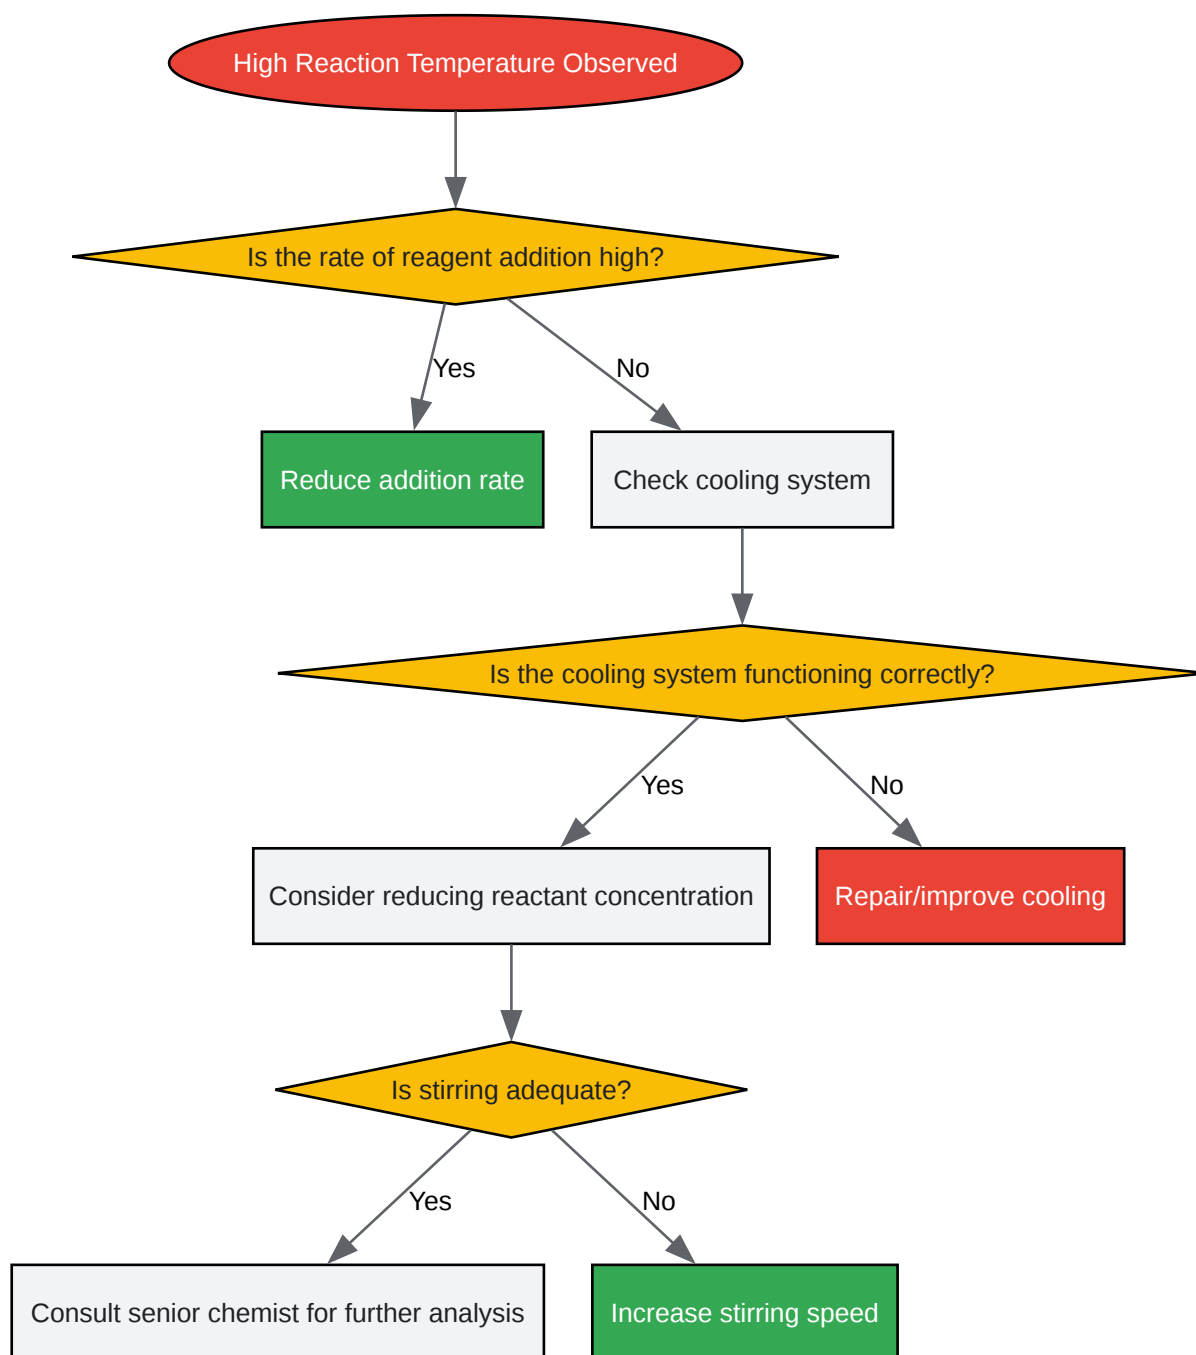 High Reaction Temperature Observed
Is the rate of reagent addition high?
Yes
No
Reduce addition rate
Check cooling system
Is the cooling system functioning correctly?
Yes
No
Consider reducing reactant concentration
Repair/improve cooling
Is stirring adequate?
Yes
No
Consult senior chemist for further analysis
Increase stirring speed